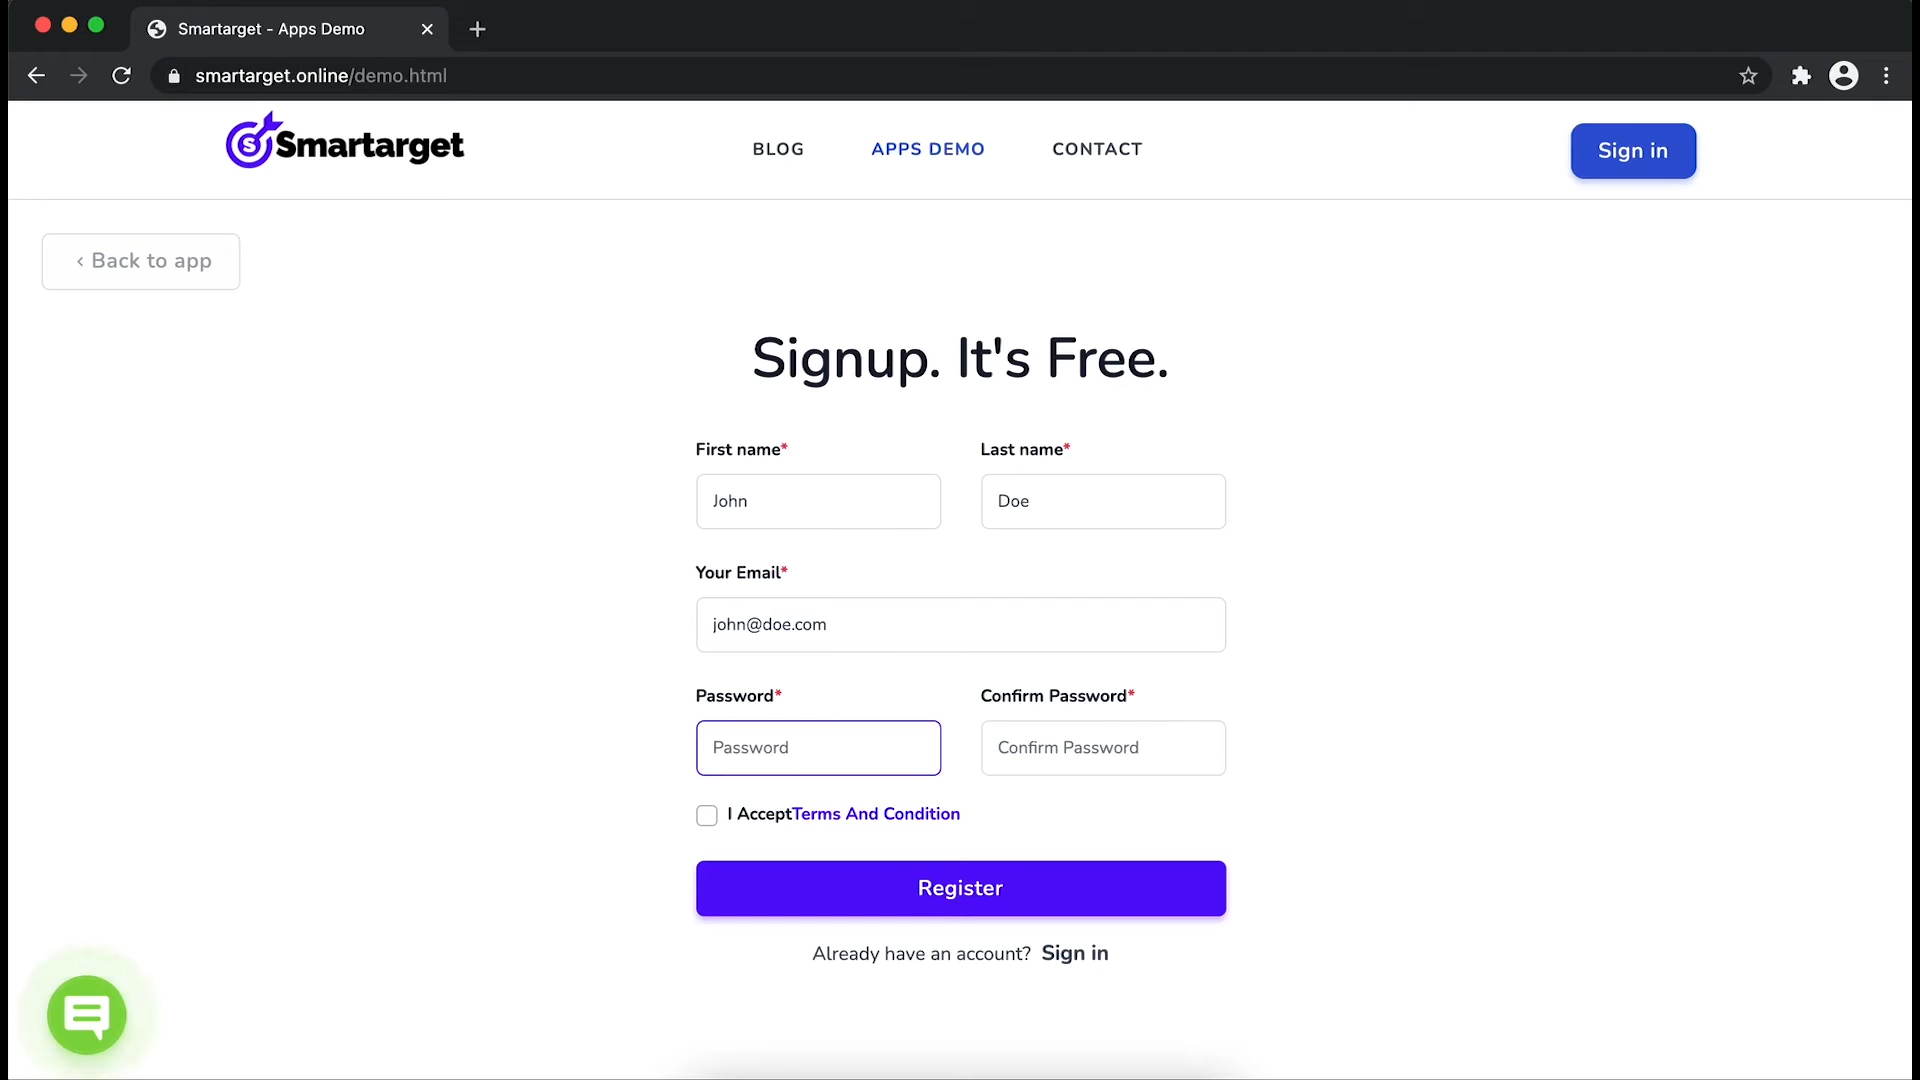 Smartarget - Apps Demo
smartarget.online/demo.html
S Smartarget
BLOG
APPS DEMO
CONTACT
Sign in
‹ Back to app
Signup. It's Free.
First name*
Last name*
John
Doe
Your Email*
john@doe.com
Password*
Confirm Password*
Password
Confirm Password
I AcceptTerms And Condition
Register
Already have an account? Sign in